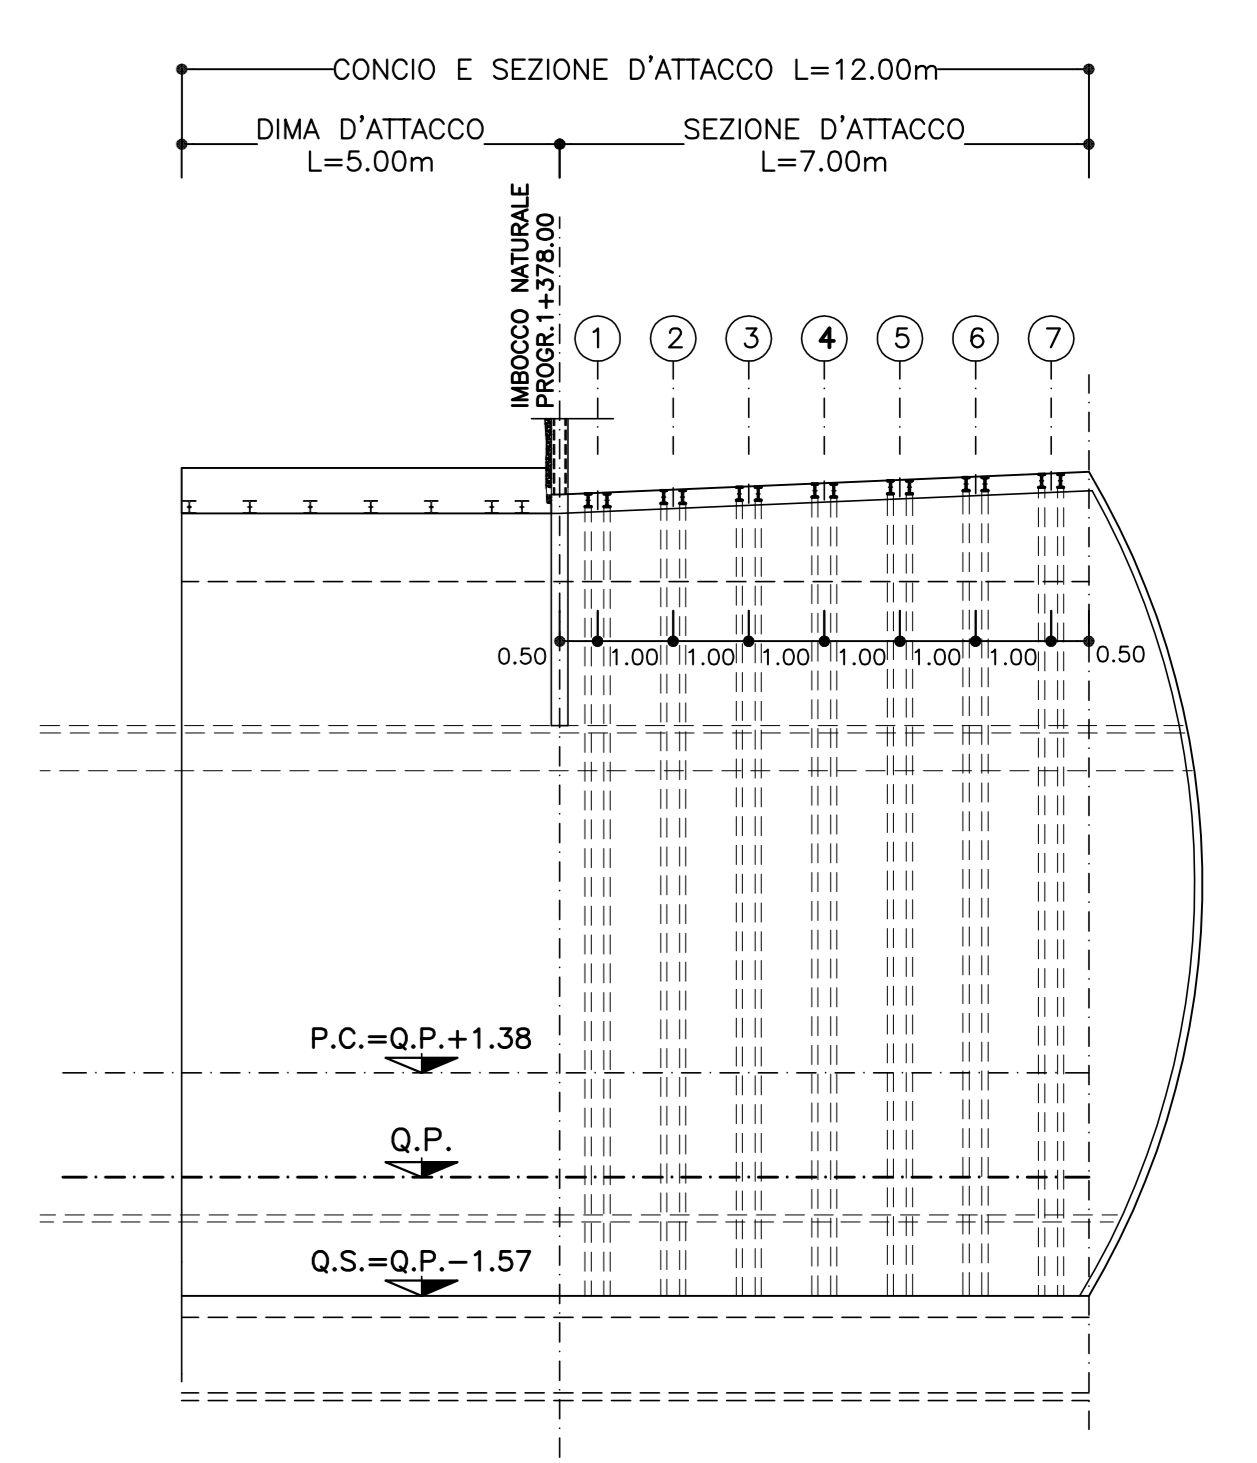 CONCIO E SEZIONE D'ATTACCO L=12.00m
DIMA D'ATTACCO
L=5.00m
SEZIONE D'ATTACCO
L=7.00m
IMBOCCO NATURALE
PROGR.1+378.00
1 2 3 4 5 6 7
0.50 1.00 1.00 1.00 1.00 1.00 1.00 0.50
P.C.=Q.P.+1.38
Q.P.
Q.S.=Q.P.-1.57